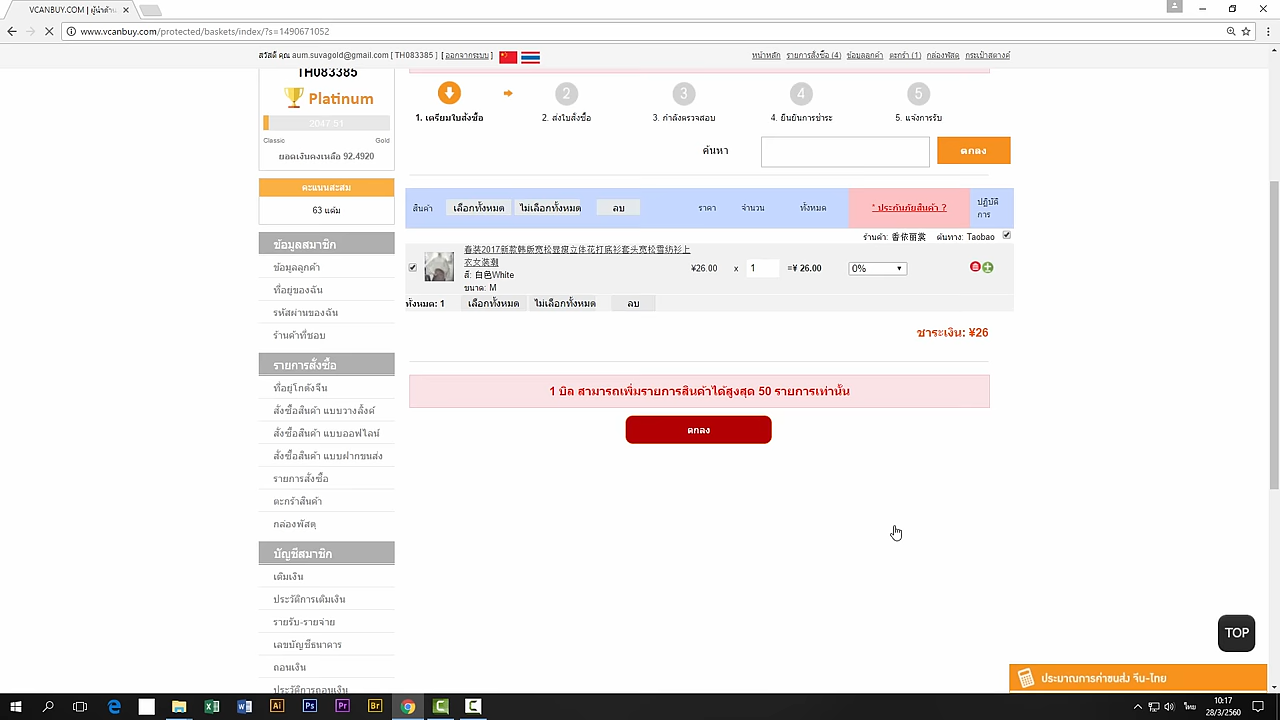 VCANBUY.COM | ผู้นำด้าน
www.vcanbuy.com/protected/baskets/index/?s=1490671052
สวัสดี คุณ aum.suvagold@gmail.com [ TH083385 ] [ ออกจากระบบ ]
หน้าหลัก รายการสั่งซื้อ (4) ข้อมูลลูกค้า ตะกร้า (1) กล่องพัสดุ กระเป๋าสตางค์
TH083385
Platinum
2047.51
Classic Gold
ยอดเงินคงเหลือ 92.4920
คะแนนสะสม
63 แต้ม
ข้อมูลสมาชิก
ข้อมูลลูกค้า
ที่อยู่ของฉัน
รหัสผ่านของฉัน
ร้านค้าที่ชอบ
รายการสั่งซื้อ
ที่อยู่โกดังจีน
สั่งซื้อสินค้า แบบวางลิ้งค์
สั่งซื้อสินค้า แบบออฟไลน์
สั่งซื้อสินค้า แบบฝากขนส่ง
รายการสั่งซื้อ
ตะกร้าสินค้า
กล่องพัสดุ
บัญชีสมาชิก
เติมเงิน
ประวัติการเติมเงิน
รายรับ-รายจ่าย
เลขบัญชีธนาคาร
ถอนเงิน
ประวัติการถอนเงิน
2 3 4 5
1. เตรียมใบสั่งซื้อ 2. ส่งใบสั่งซื้อ 3. กำลังตรวจสอบ 4. ยืนยันการชำระ 5. แจ้งการรับ
ค้นหา ตกลง
สินค้า เลือกทั้งหมด ไม่เลือกทั้งหมด ลบ ราคา จำนวน ทั้งหมด * ประกันภัยสินค้า ? ปฏิบัติ
การ
ร้านค้า: 香依丽裳 ต้นทาง: Taobao
春装2017新款韩版宽松显瘦立体花打底衫套头宽松雪纺衫上
衣女装潮
สี: 白色White
ขนาด: M
¥26.00 x 1 =¥ 26.00 0%
ทั้งหมด: 1 เลือกทั้งหมด ไม่เลือกทั้งหมด ลบ
ชำระเงิน: ¥26
1 บิล สามารถเพิ่มรายการสินค้าได้สูงสุด 50 รายการเท่านั้น
ตกลง
TOP
ประมาณการค่าขนส่ง จีน-ไทย
10:17
ไทย
28/3/2560